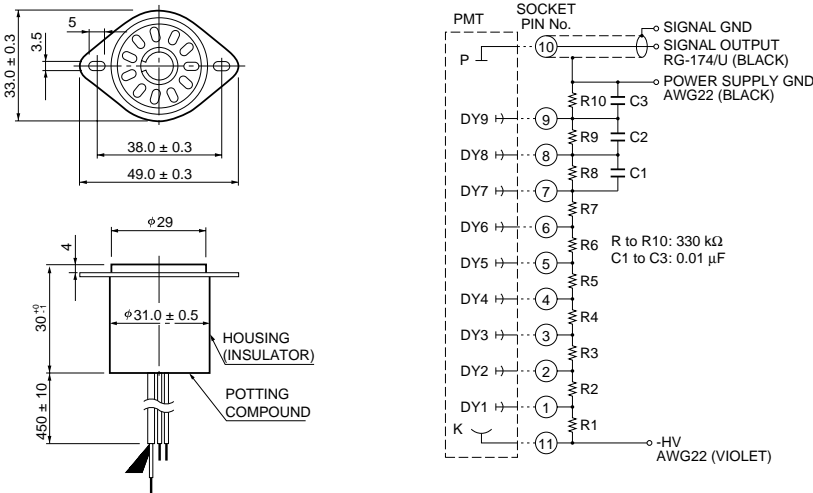 5
3.5
33.0 ± 0.3
38.0 ± 0.3
49.0 ± 0.3
φ29
4
φ31.0 ± 0.5
30 +0 -1
450 ± 10
HOUSING
(INSULATOR)
POTTING
COMPOUND
PMT
SOCKET
PIN No.
SIGNAL GND
10
SIGNAL OUTPUT
RG-174/U (BLACK)
P
POWER SUPPLY GND
AWG22 (BLACK)
R10 C3
DY9 9
R9 C2
DY8 8
R8 C1
DY7 7
R7
DY6 6
R6
R to R10: 330 kΩ
C1 to C3: 0.01 μF
DY5 5
R5
DY4 4
R4
DY3 3
R3
DY2 2
R2
DY1 1
R1
K
11
-HV
AWG22 (VIOLET)